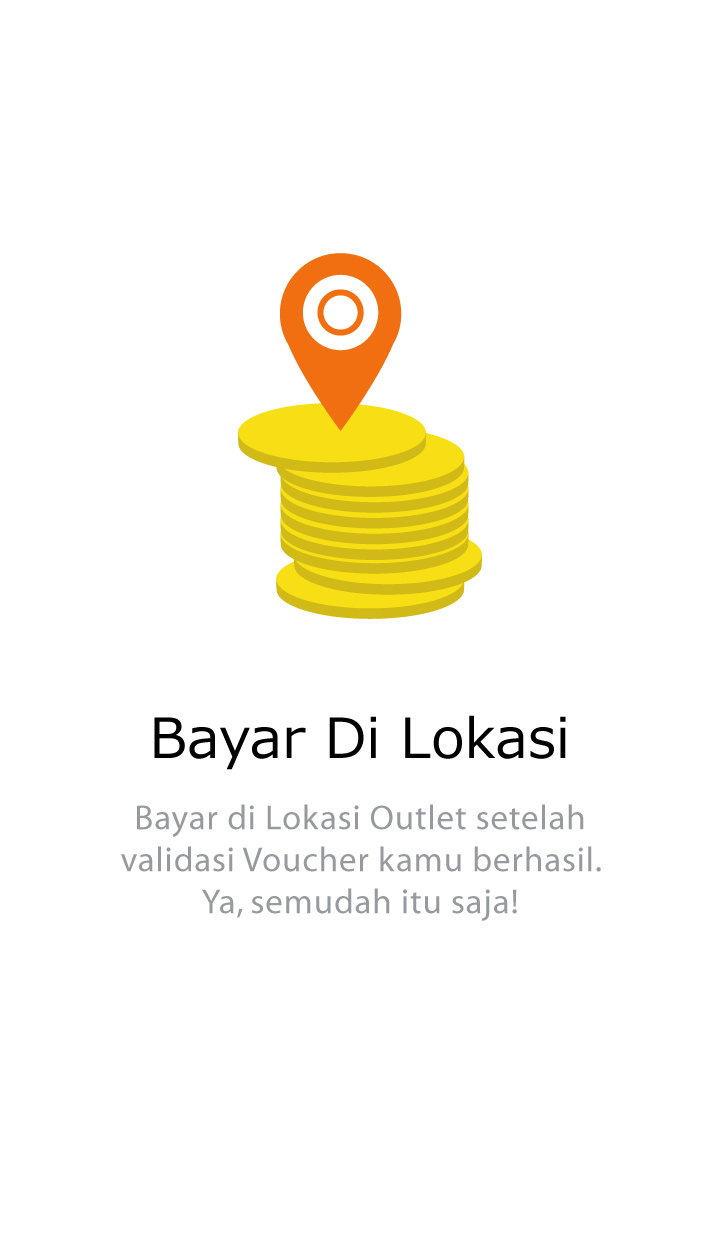 Bayar Di Lokasi
Bayar di Lokasi Outlet setelah
validasi Voucher kamu berhasil.
Ya, semudah itu saja!